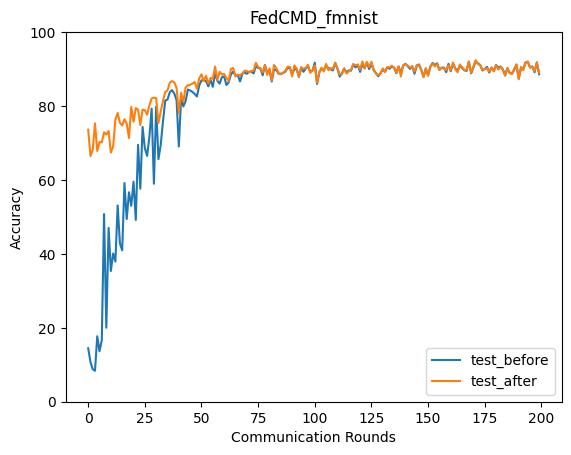 FedCMD_fmnist
100
80
60
40
20
0
Accuracy
0 25 50 75 100 125 150 175 200
Communication Rounds
test_before
test_after